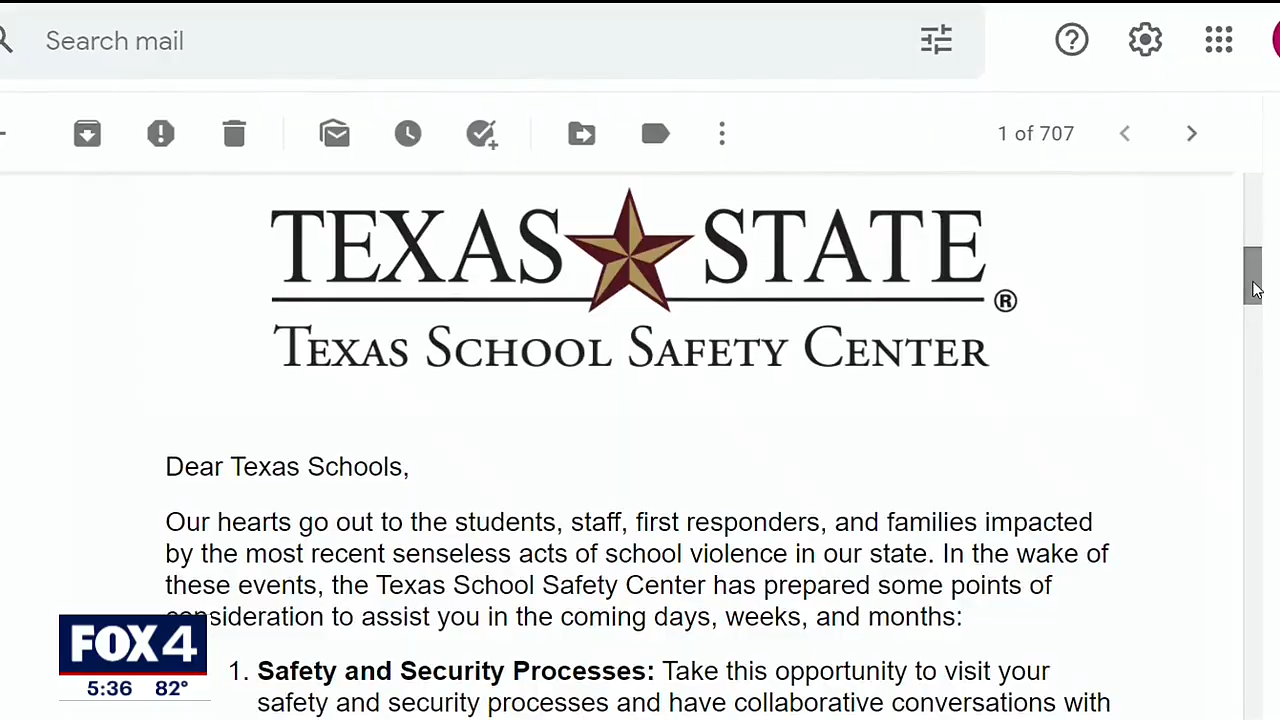 Search mail
1 of 707
TEXAS STATE
®
TEXAS SCHOOL SAFETY CENTER
Dear Texas Schools,
Our hearts go out to the students, staff, first responders, and families impacted
by the most recent senseless acts of school violence in our state. In the wake of
these events, the Texas School Safety Center has prepared some points of
consideration to assist you in the coming days, weeks, and months:
1. Safety and Security Processes: Take this opportunity to visit your
safety and security processes and have collaborative conversations with
FOX 4
5:36 82°